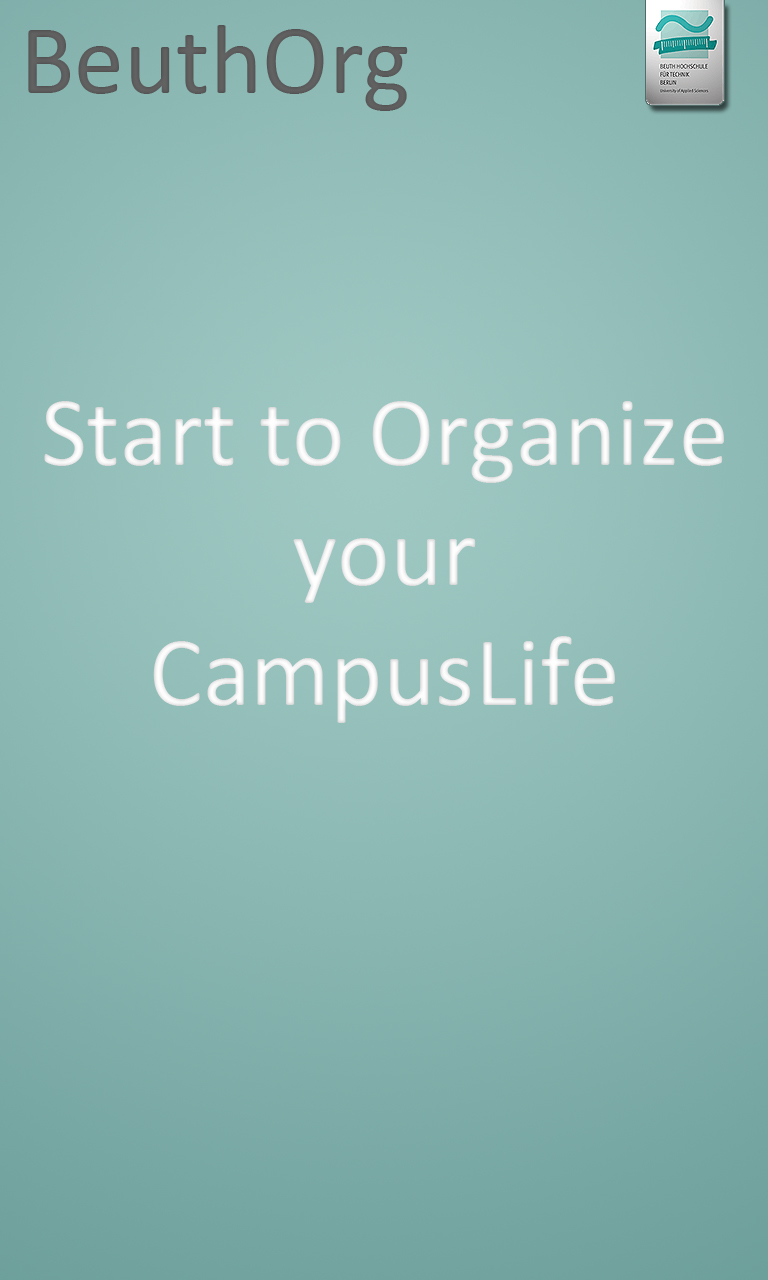 BeuthOrg
BEUTH HOCHSCHULE
FÜR TECHNIK
BERLIN
University of Applied Sciences
Start to Organize
your
CampusLife